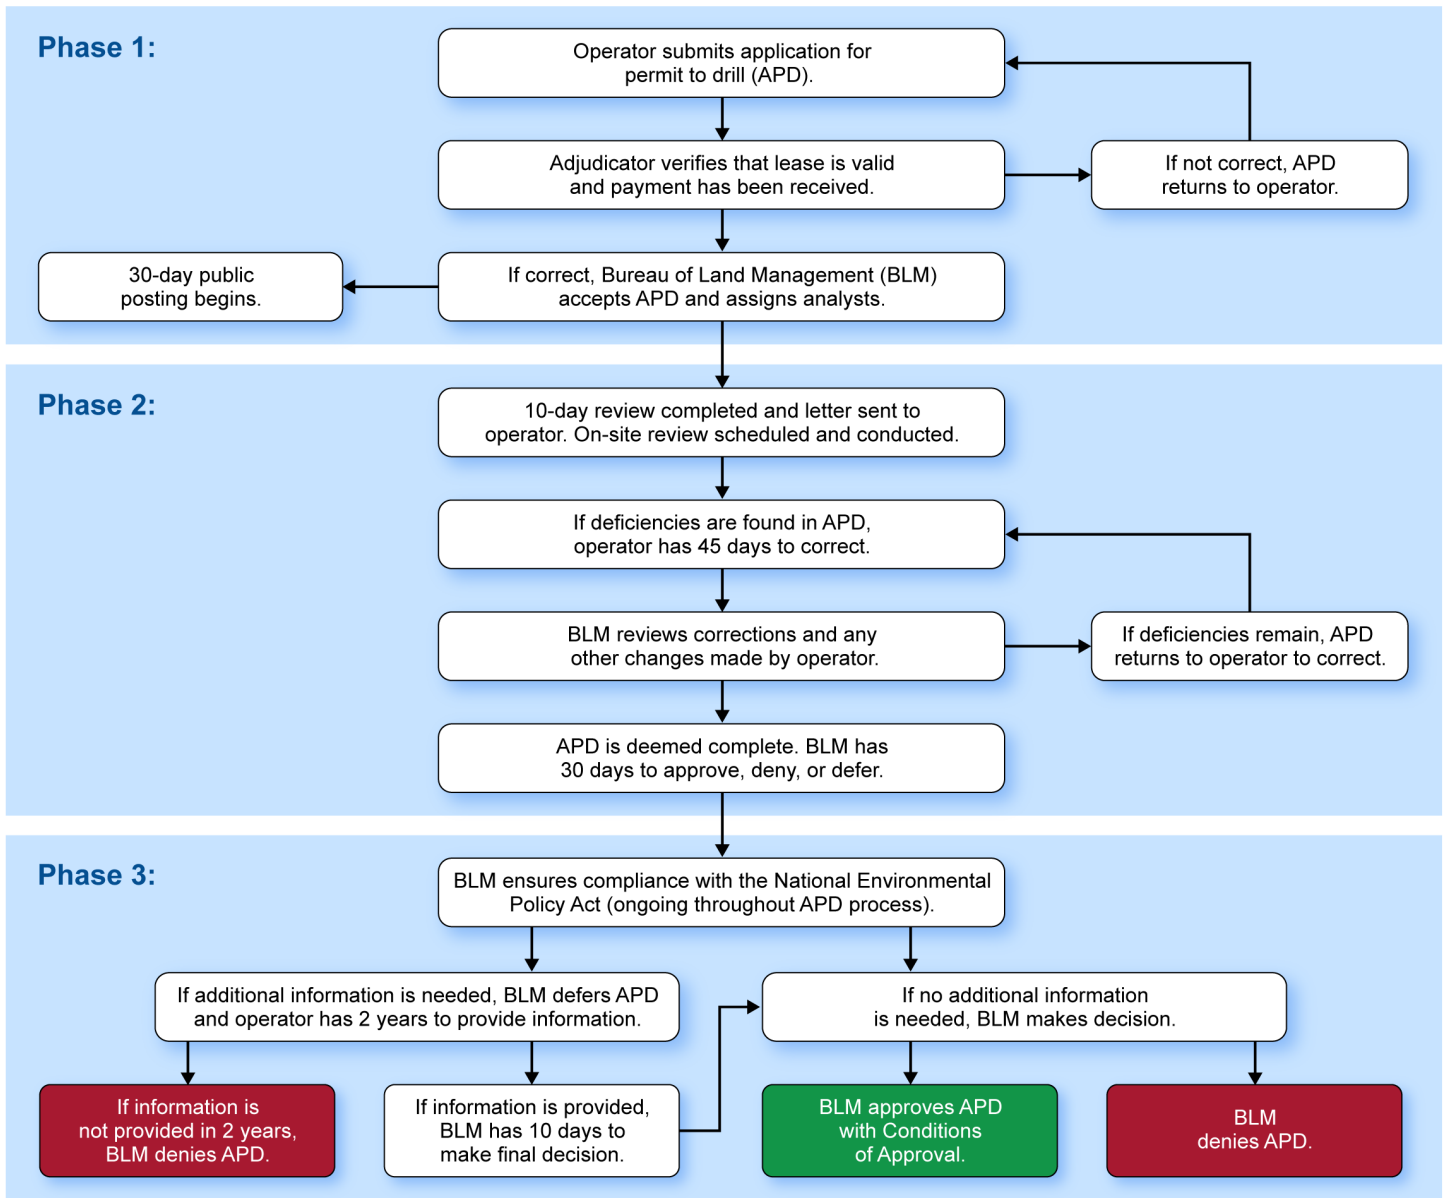 Phase 1:
Operator submits application for
permit to drill (APD).
Adjudicator verifies that lease is valid
and payment has been received.
If not correct, APD
returns to operator.
30-day public
posting begins.
If correct, Bureau of Land Management (BLM)
accepts APD and assigns analysts.
Phase 2:
10-day review completed and letter sent to
operator. On-site review scheduled and conducted.
If deficiencies are found in APD,
operator has 45 days to correct.
BLM reviews corrections and any
other changes made by operator.
If deficiencies remain, APD
returns to operator to correct.
APD is deemed complete. BLM has
30 days to approve, deny, or defer.
Phase 3:
BLM ensures compliance with the National Environmental
Policy Act (ongoing throughout APD process).
If additional information is needed, BLM defers APD
and operator has 2 years to provide information.
If no additional information
is needed, BLM makes decision.
If information is
not provided in 2 years,
BLM denies APD.
If information is provided,
BLM has 10 days to
make final decision.
BLM approves APD
with Conditions
of Approval.
BLM
denies APD.